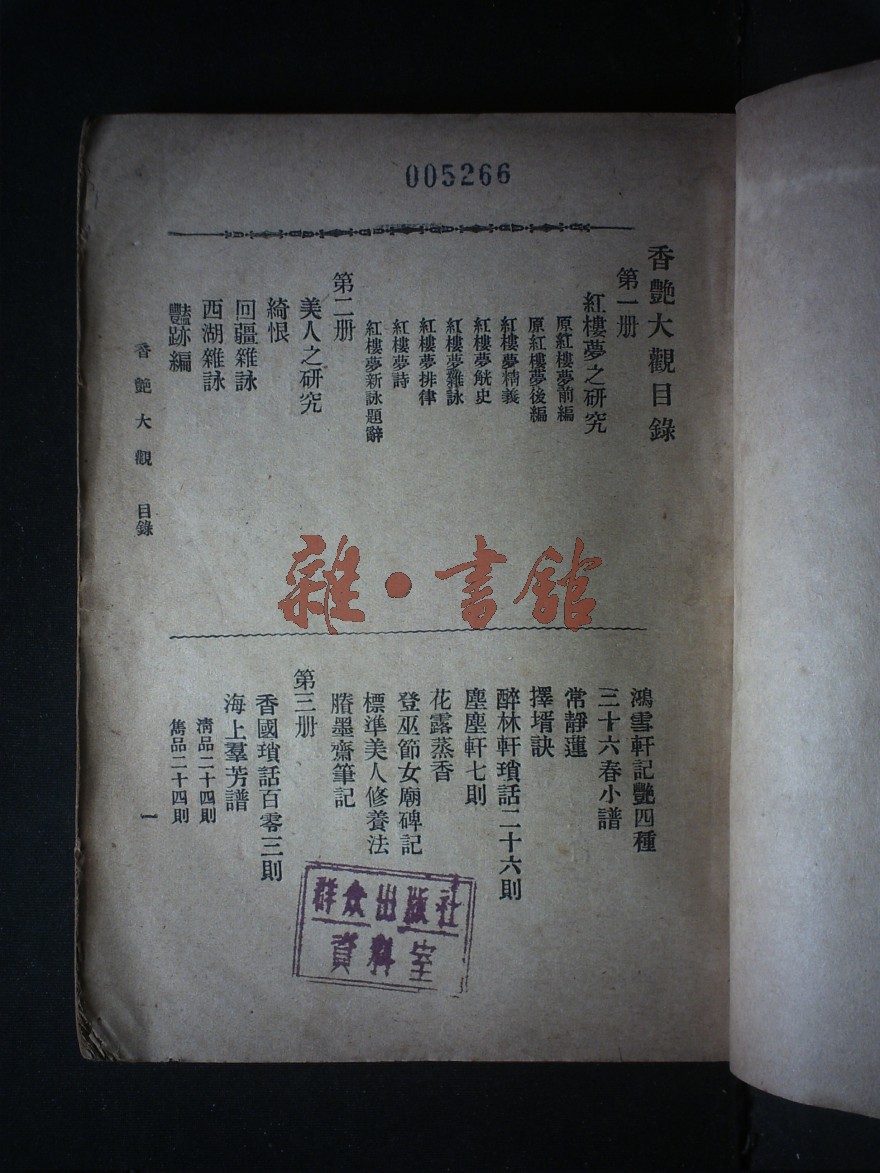 005266
香艷大觀目錄
第一册
紅樓夢之研究
原紅樓夢前編
原紅樓夢後編
紅樓夢精義
紅樓夢觥史
紅樓夢雜詠
紅樓夢排律
紅樓夢詩
紅樓夢新詠題辭
第二册
美人之研究
綺恨
回疆雜詠
西湖雜詠
豔跡編
鴻雪軒記艷四種
三十六春小譜
常靜蓮
擇壻訣
醉林軒瑣話二十六則
塵塵軒七則
花露蒸香
登巫節女廟碑記
標準美人修養法
賸墨齋筆記
第三册
香國瑣話百零三則
海上羣芳譜
淸品二十四則
雋品二十四則
香艷大觀 目錄
一
雜·書館
群众出版社
資料室